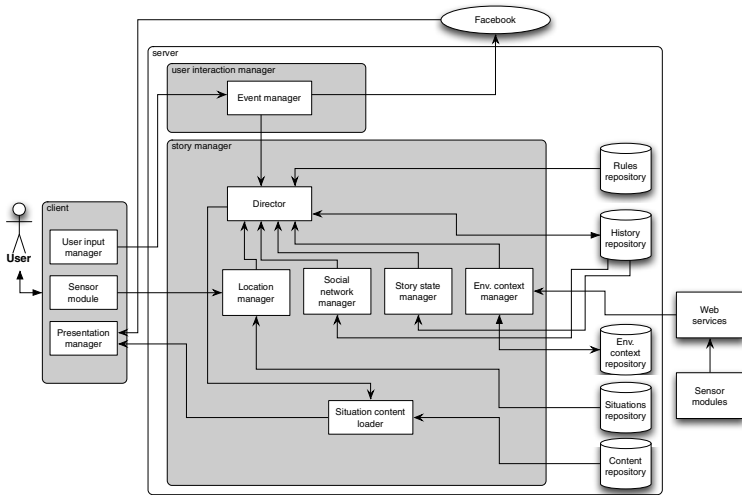 Facebook
server
user interaction manager
Event manager
story manager
Rules
repository
Director
client
History
repository
User input
manager
User
Sensor
module
Location
manager
Social
network
manager
Story state
manager
Env. context
manager
Web
services
Presentation
manager
Env.
context
repository
Sensor
modules
Situations
repository
Situation content
loader
Content
repository